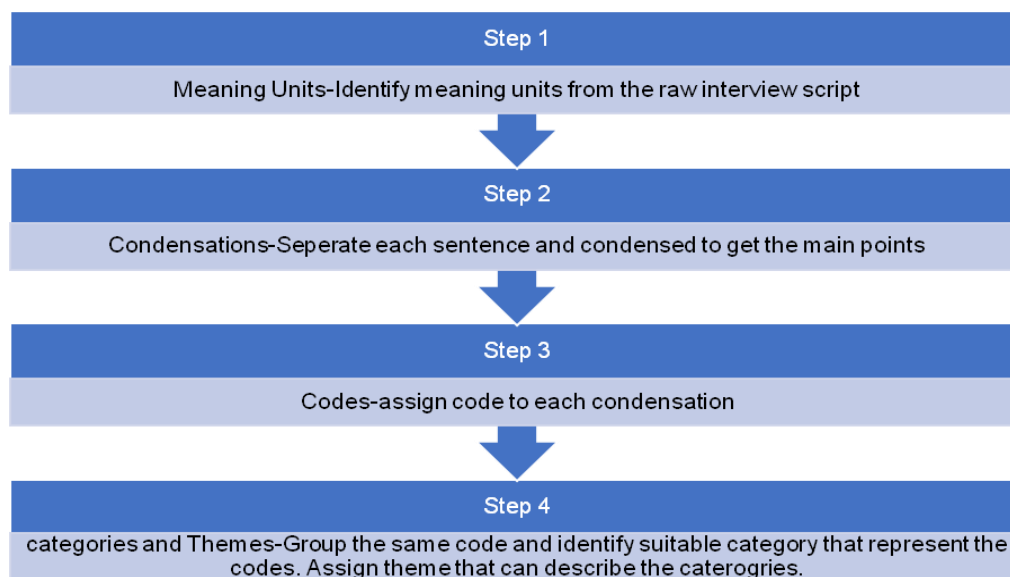 Step 1
Meaning Units-Identify meaning units from the raw interview script
Step 2
Condensations-Seperate each sentence and condensed to get the main points
Step 3
Codes-assign code to each condensation
Step 4
categories and Themes-Group the same code and identify suitable category that represent the
codes. Assign theme that can describe the caterogries.